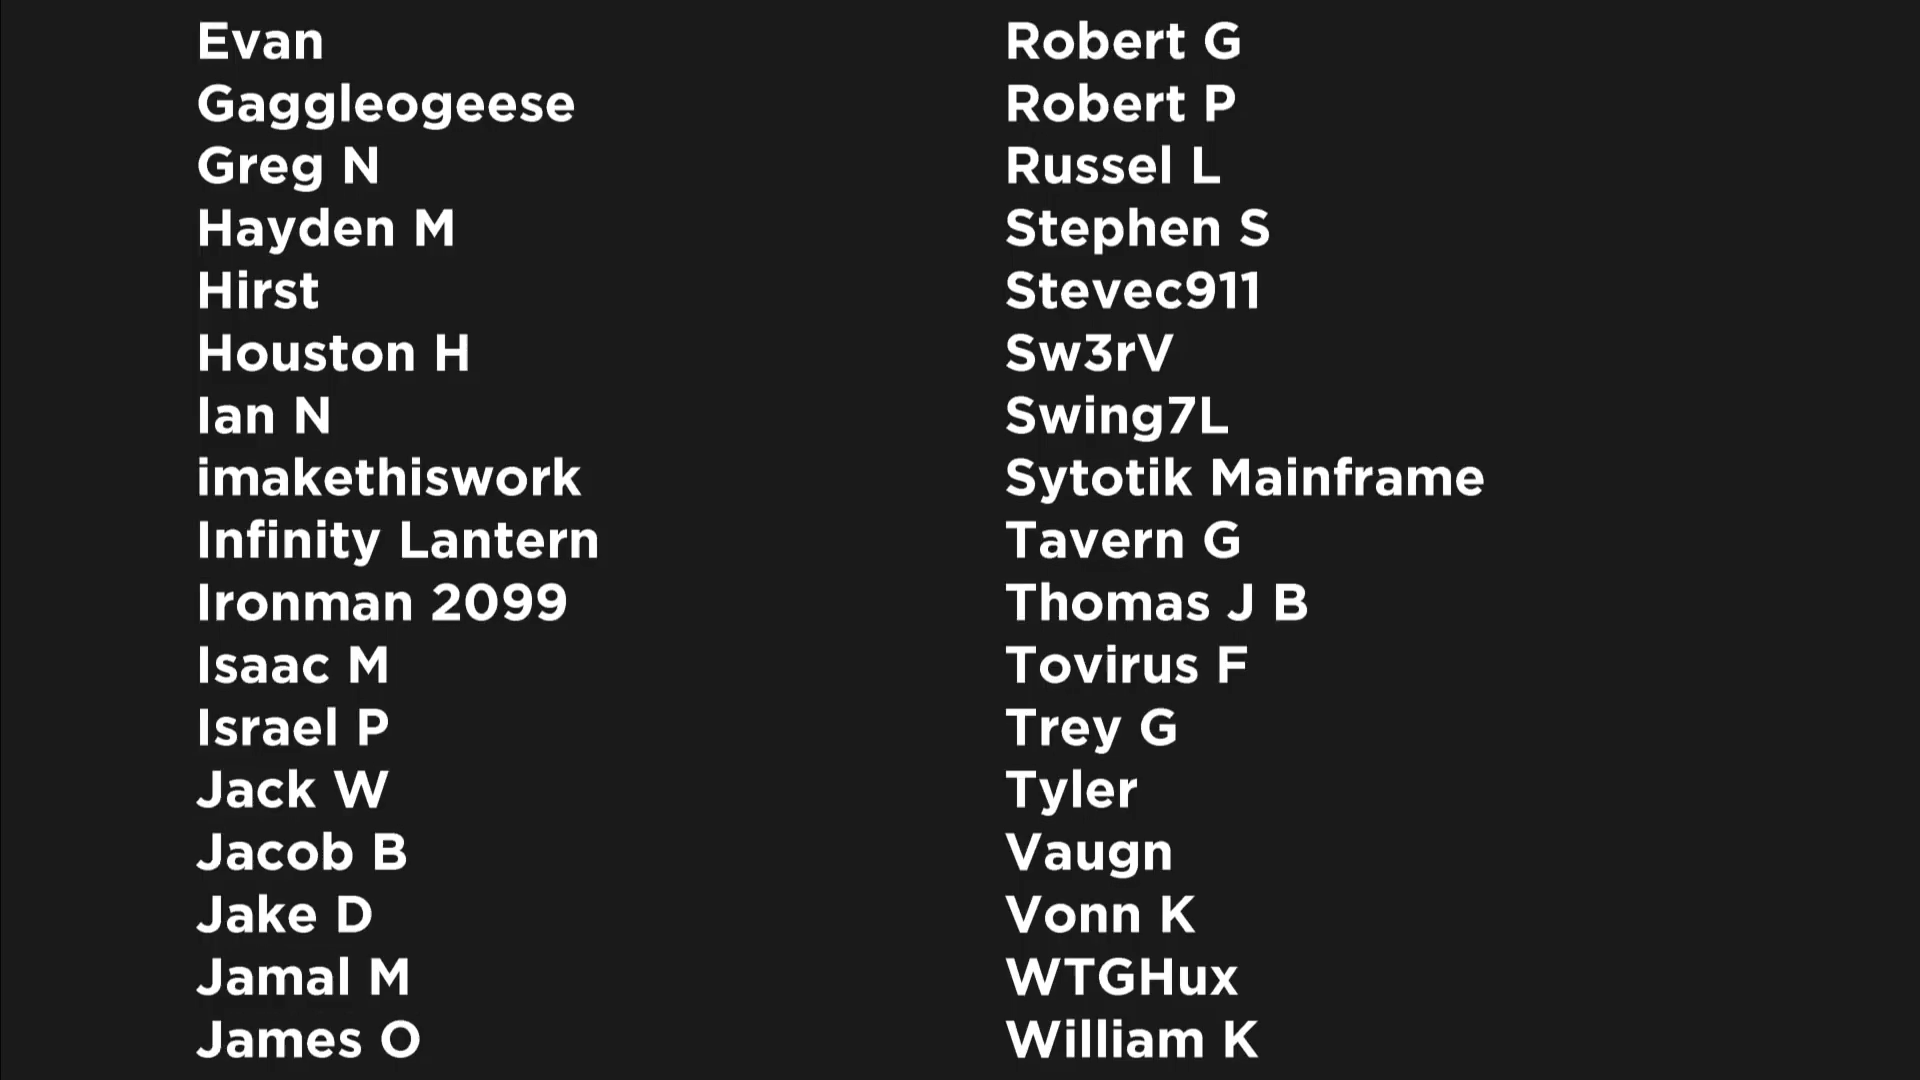 Evan
Gaggleogeese
Greg N
Hayden M
Hirst
Houston H
Ian N
imakethiswork
Infinity Lantern
Ironman 2099
Isaac M
Israel P
Jack W
Jacob B
Jake D
Jamal M
James O
Robert G
Robert P
Russel L
Stephen S
Stevec911
Sw3rV
Swing7L
Sytotik Mainframe
Tavern G
Thomas J B
Tovirus F
Trey G
Tyler
Vaugn
Vonn K
WTGHux
William K